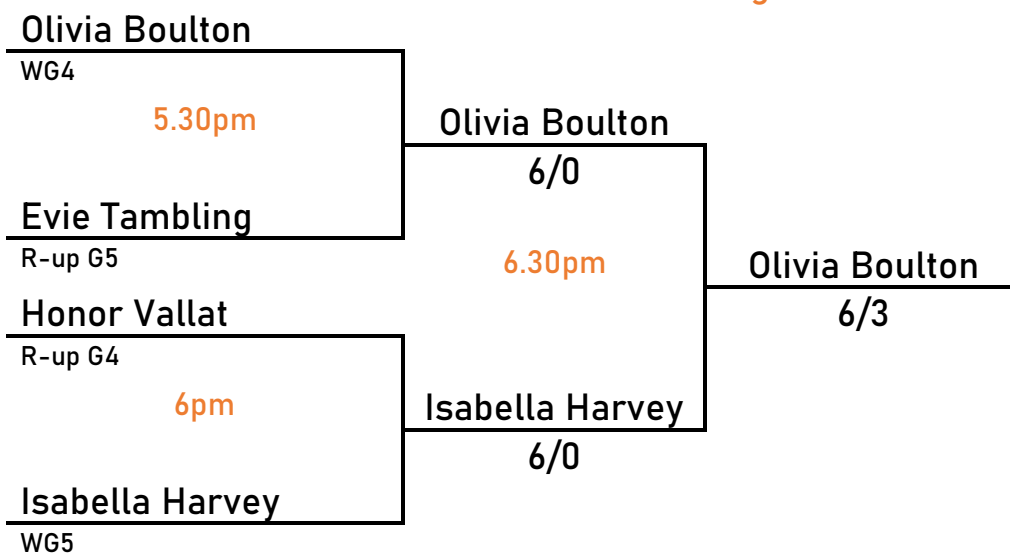 Olivia Boulton
WG4
5.30pm
Olivia Boulton
6/0
Evie Tambling
R-up G5
6.30pm
Olivia Boulton
6/3
Honor Vallat
R-up G4
6pm
Isabella Harvey
6/0
Isabella Harvey
WG5